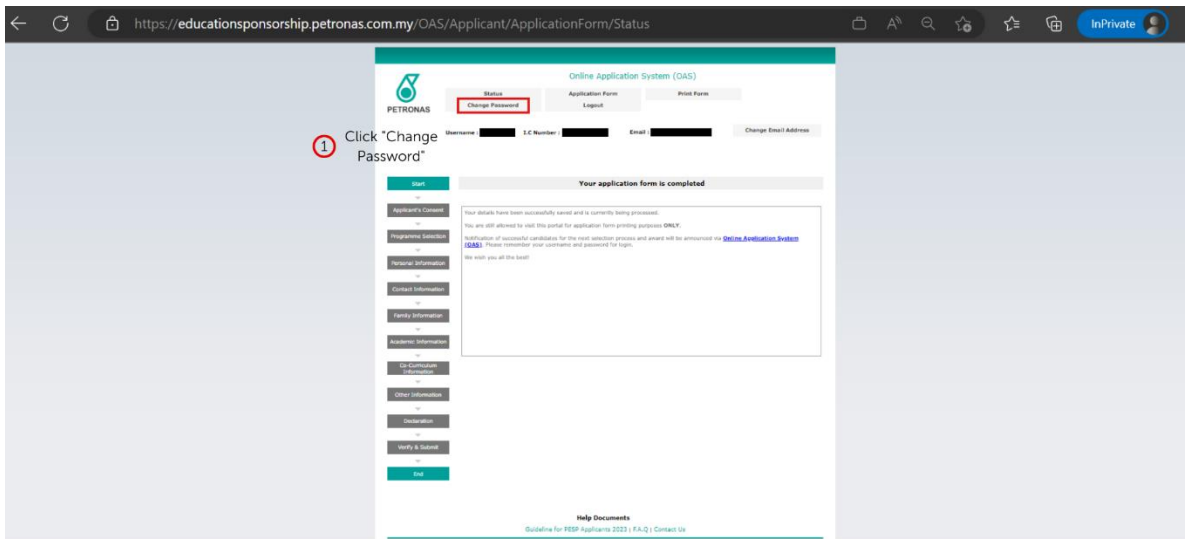 https://educationsponsorship.petronas.com.my/OAS/Applicant/ApplicationForm/Status
InPrivate
Online Application System (OAS)
PETRONAS
Status Application Form Print Form
Change Password Logout
Username : I.C Number : Email : Change Email Address
1 Click "Change
Password"
Start
Applicant's Consent
Programme Selection
Personal Information
Contact Information
Family Information
Academic Information
Co-Curriculum
Information
Other Information
Declaration
Verify & Submit
End
Your application form is completed
Your details have been successfully saved and is currently being processed.
You are still allowed to visit this portal for application form printing purposes ONLY.
Notification of successful candidates for the next selection process and award will be announced via Online Application System
(OAS). Please remember your username and password for login.
We wish you all the best!
Help Documents
Guideline for PESP Applicants 2023 | F.A.Q | Contact Us